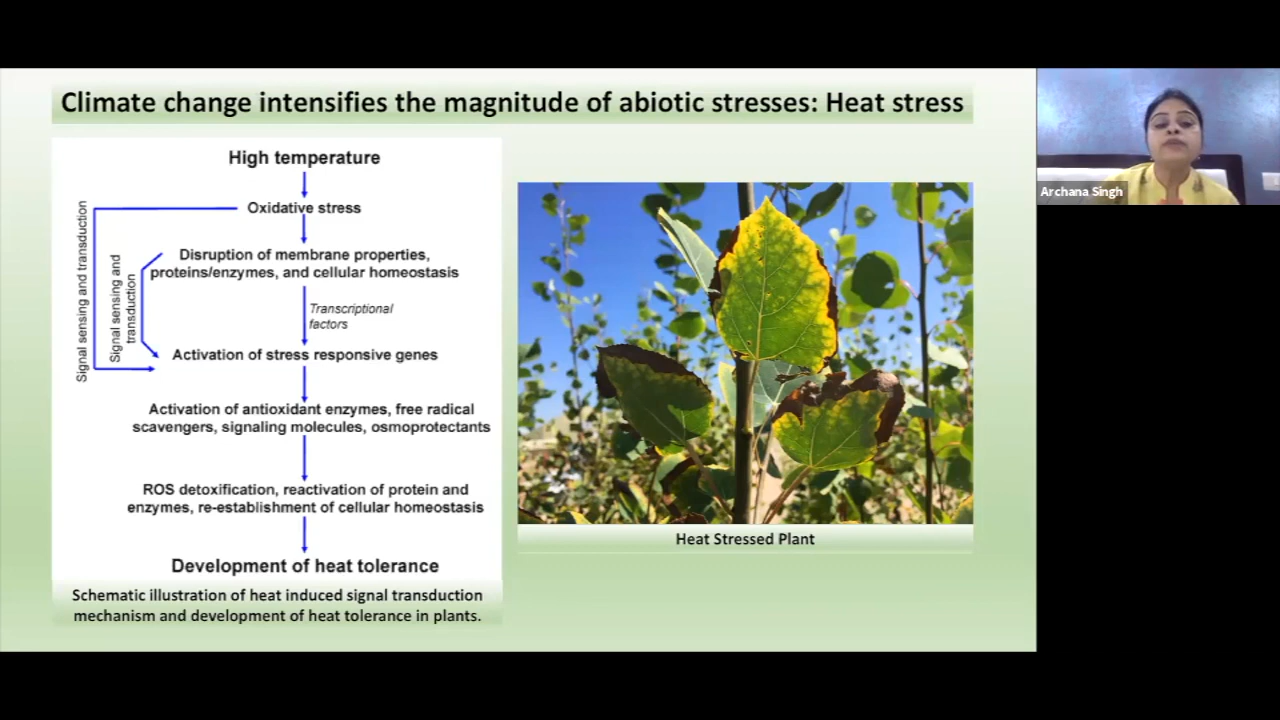 Climate change intensifies the magnitude of abiotic stresses: Heat stress
High temperature
Oxidative stress
Disruption of membrane properties,
proteins/enzymes, and cellular homeostasis
Transcriptional
factors
Activation of stress responsive genes
Activation of antioxidant enzymes, free radical
scavengers, signaling molecules, osmoprotectants
ROS detoxification, reactivation of protein and
enzymes, re-establishment of cellular homeostasis
Development of heat tolerance
Signal sensing and transduction
Signal sensing and
transduction
Schematic illustration of heat induced signal transduction
mechanism and development of heat tolerance in plants.
Heat Stressed Plant
Archana Singh